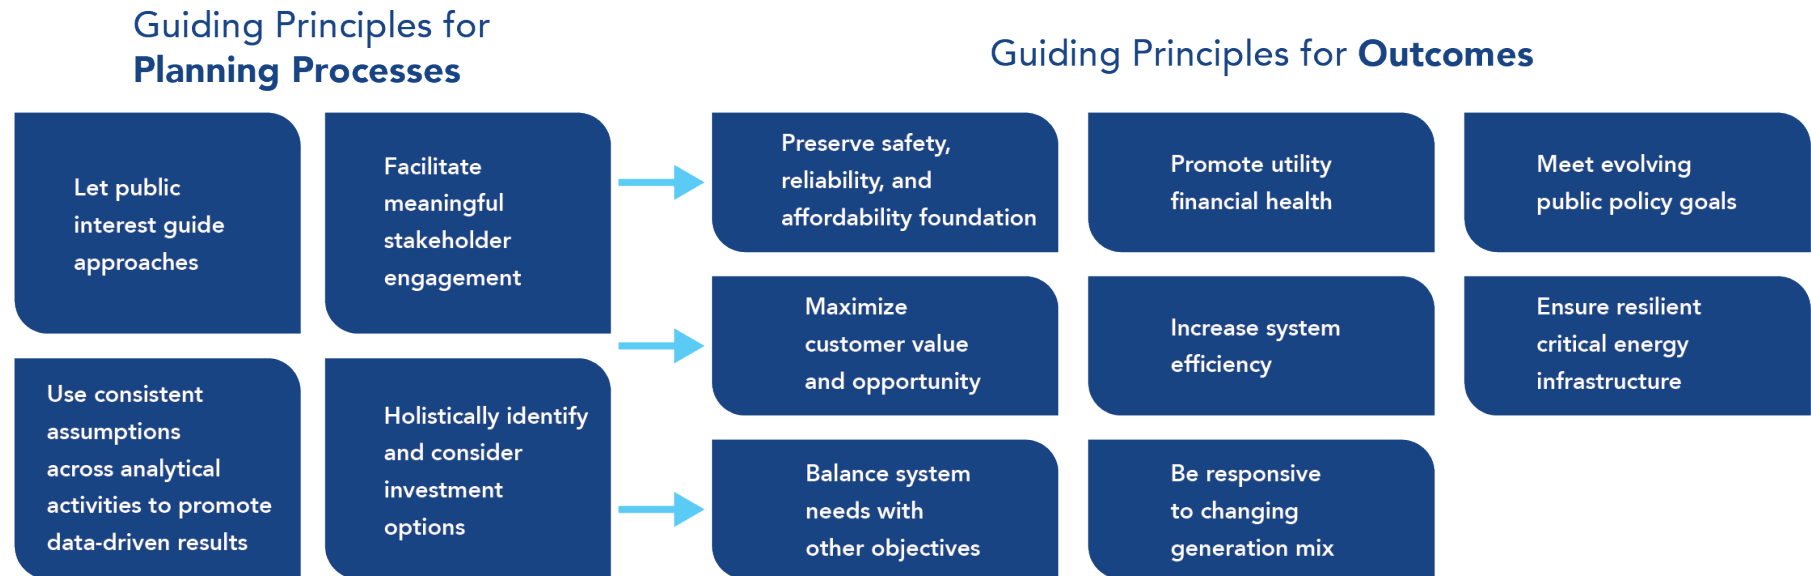 Guiding Principles for
Planning Processes
Let public
interest guide
approaches
Facilitate
meaningful
stakeholder
engagement
Use consistent
assumptions
across analytical
activities to promote
data-driven results
Holistically identify
and consider
investment
options
Guiding Principles for Outcomes
Preserve safety,
reliability, and
affordability foundation
Promote utility
financial health
Meet evolving
public policy goals
Maximize
customer value
and opportunity
Increase system
efficiency
Ensure resilient
critical energy
infrastructure
Balance system
needs with
other objectives
Be responsive
to changing
generation mix